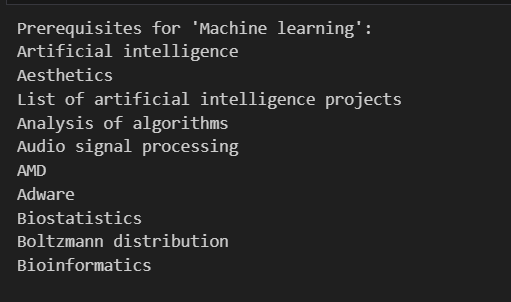 Prerequisites for 'Machine learning':
Artificial intelligence
Aesthetics
List of artificial intelligence projects
Analysis of algorithms
Audio signal processing
AMD
Adware
Biostatistics
Boltzmann distribution
Bioinformatics